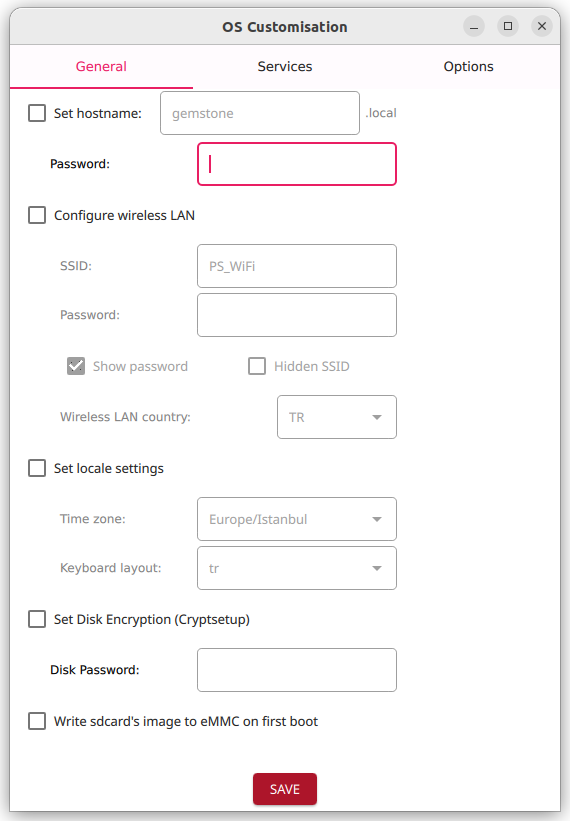 OS Customisation
General Services Options
Set hostname: gemstone .local
Password:
Configure wireless LAN
SSID: PS_WiFi
Password:
Show password Hidden SSID
Wireless LAN country: TR
Set locale settings
Time zone: Europe/Istanbul
Keyboard layout: tr
Set Disk Encryption (Cryptsetup)
Disk Password:
Write sdcard's image to eMMC on first boot
SAVE